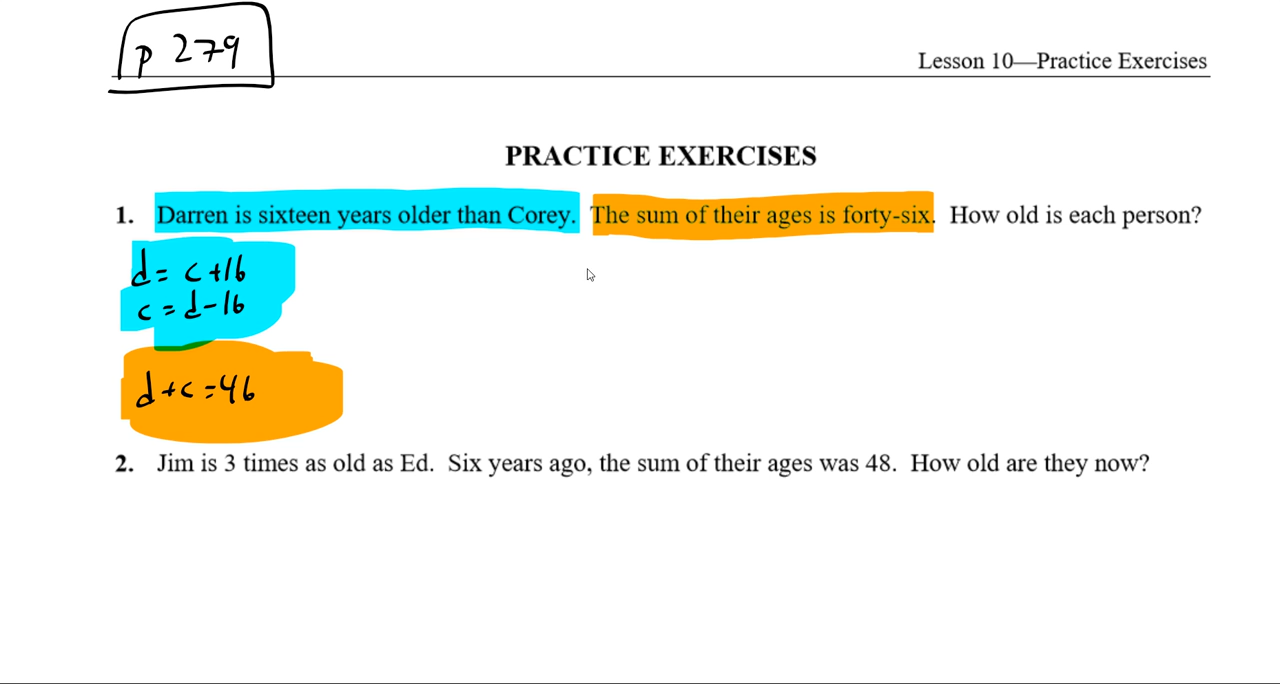 p 279
Lesson 10—Practice Exercises
PRACTICE EXERCISES
1. Darren is sixteen years older than Corey. The sum of their ages is forty-six. How old is each person?
d = c +16
c = d - 16
d + c = 46
2. Jim is 3 times as old as Ed. Six years ago, the sum of their ages was 48. How old are they now?